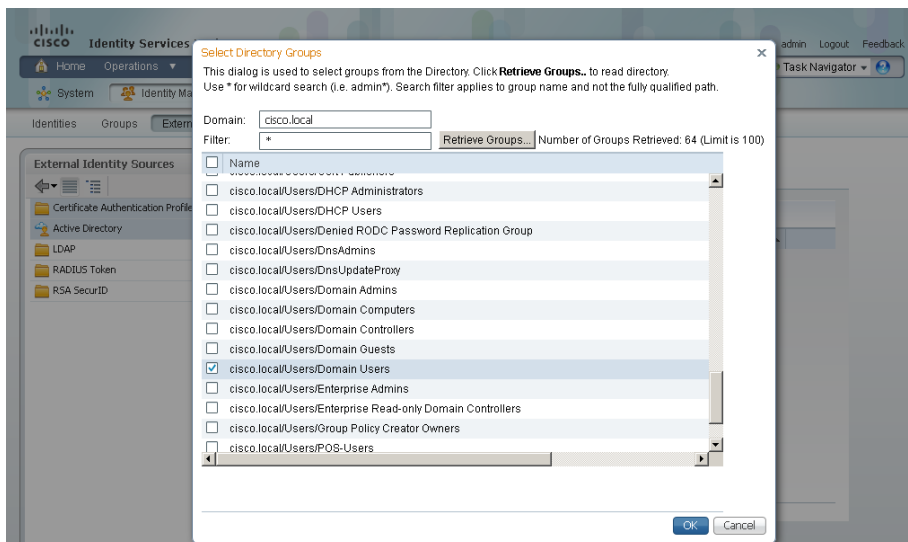 CISCO Identity Services
admin Logout Feedback
Home Operations
Task Navigator
System Identity Ma
Identities Groups Extern
External Identity Sources
Certificate Authentication Profile
Active Directory
LDAP
RADIUS Token
RSA SecurID
Select Directory Groups
This dialog is used to select groups from the Directory. Click Retrieve Groups.. to read directory.
Use * for wildcard search (i.e. admin*). Search filter applies to group name and not the fully qualified path.
Domain: cisco.local
Filter: * Retrieve Groups... Number of Groups Retrieved: 64 (Limit is 100)
Name
cisco.local/Users/DHCP Administrators
cisco.local/Users/DHCP Users
cisco.local/Users/Denied RODC Password Replication Group
cisco.local/Users/DnsAdmins
cisco.local/Users/DnsUpdateProxy
cisco.local/Users/Domain Admins
cisco.local/Users/Domain Computers
cisco.local/Users/Domain Controllers
cisco.local/Users/Domain Guests
cisco.local/Users/Domain Users
cisco.local/Users/Enterprise Admins
cisco.local/Users/Enterprise Read-only Domain Controllers
cisco.local/Users/Group Policy Creator Owners
cisco.local/Users/POS-Users
OK Cancel